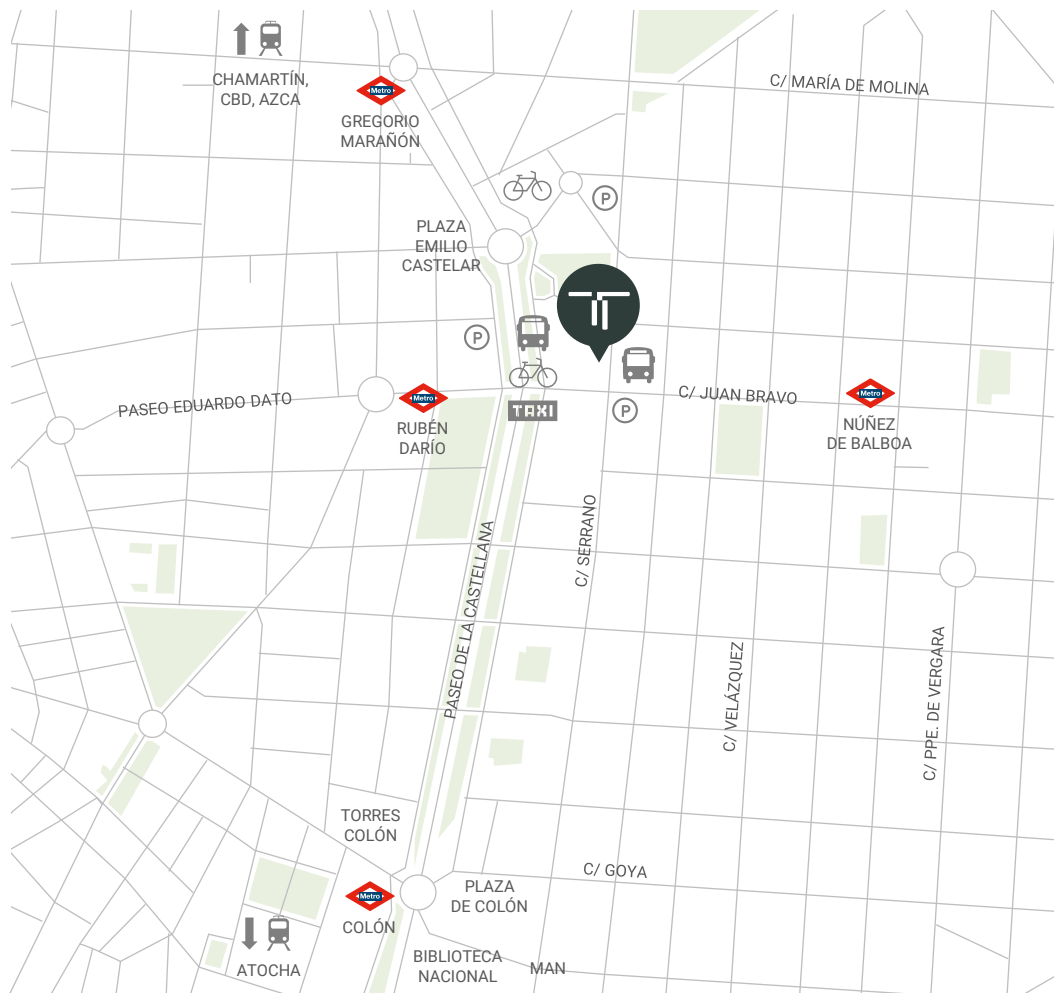 CHAMARTÍN,
CBD, AZCA
Metro
GREGORIO
MARAÑÓN
C/ MARÍA DE MOLINA
P
PLAZA
EMILIO
CASTELAR
P
PASEO EDUARDO DATO
Metro
RUBÉN
DARÍO
TAXI
P
C/ JUAN BRAVO
Metro
NÚÑEZ
DE BALBOA
C/ SERRANO
PASEO DE LA CASTELLANA
C/ VELÁZQUEZ
C/ PPE. DE VERGARA
TORRES
COLÓN
C/ GOYA
Metro
COLÓN
PLAZA
DE COLÓN
ATOCHA
BIBLIOTECA
NACIONAL
MAN